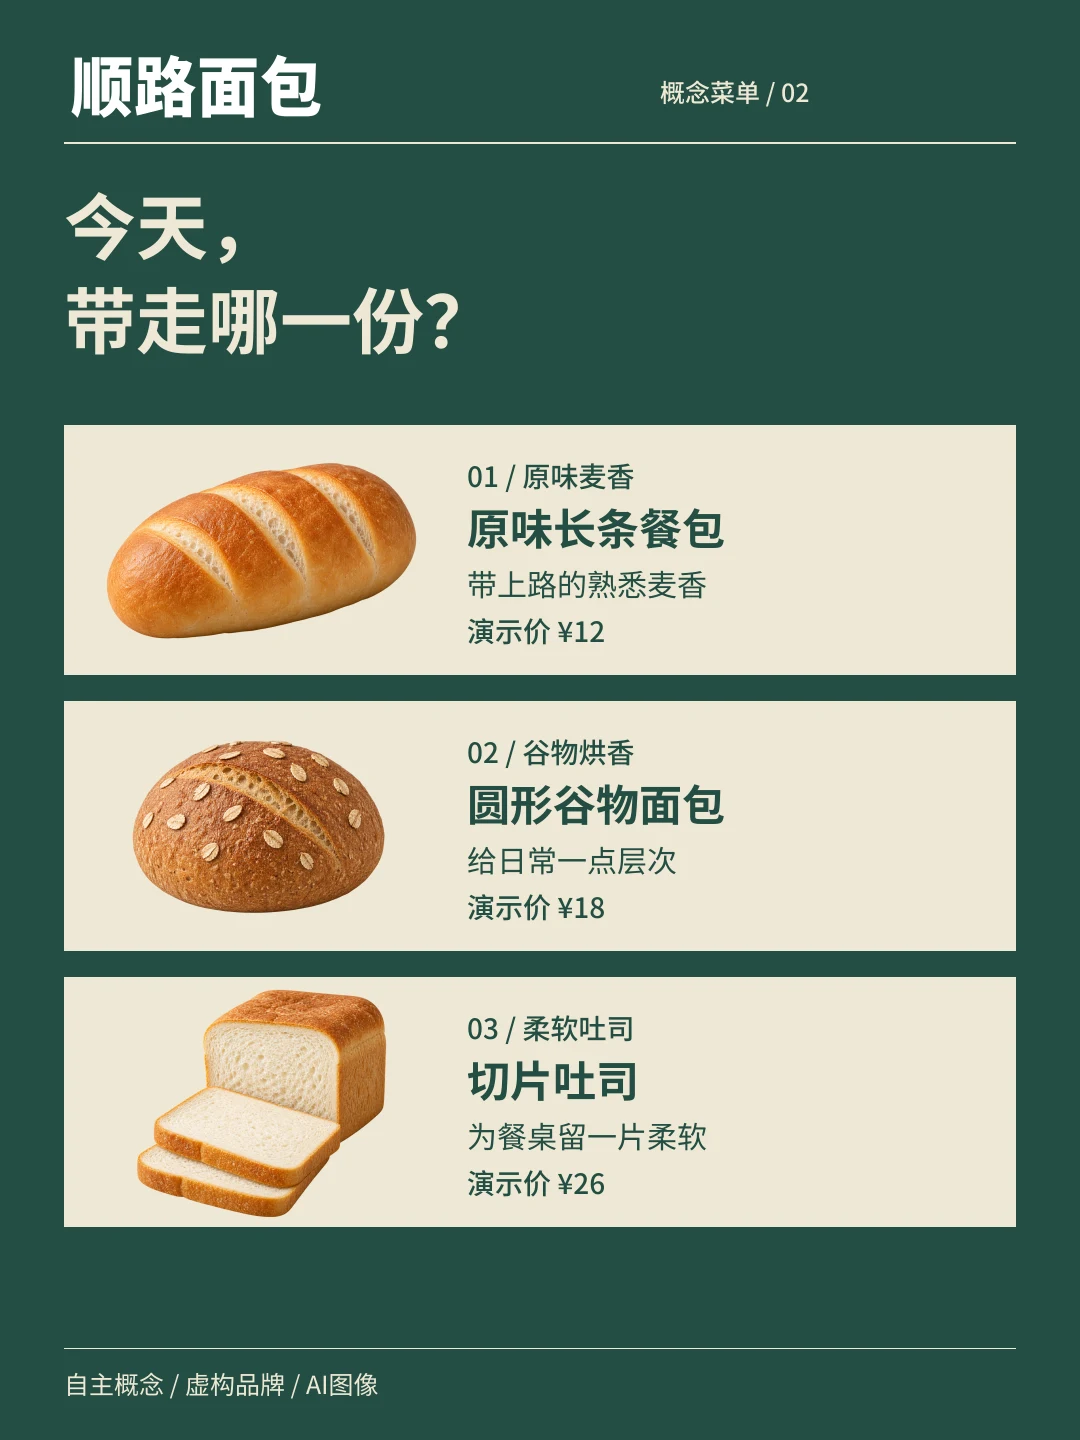 顺路面包
概念菜单 / 02
今天，
带走哪一份？
01 / 原味麦香
原味长条餐包
带上路的熟悉麦香
演示价 ¥12
02 / 谷物烘香
圆形谷物面包
给日常一点层次
演示价 ¥18
03 / 柔软吐司
切片吐司
为餐桌留一片柔软
演示价 ¥26
自主概念 / 虚构品牌 / AI图像